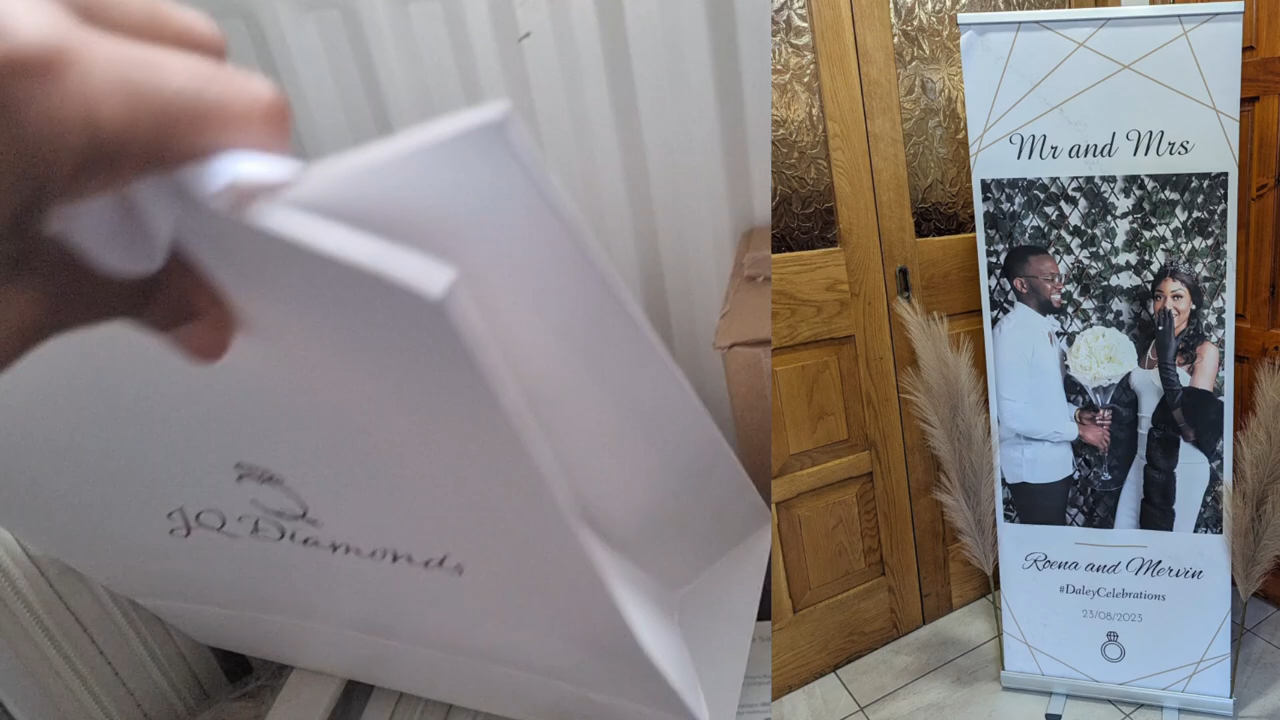 JQ Diamonds
Mr and Mrs
Roena and Mervin
#DaleyCelebrations
23/08/2023